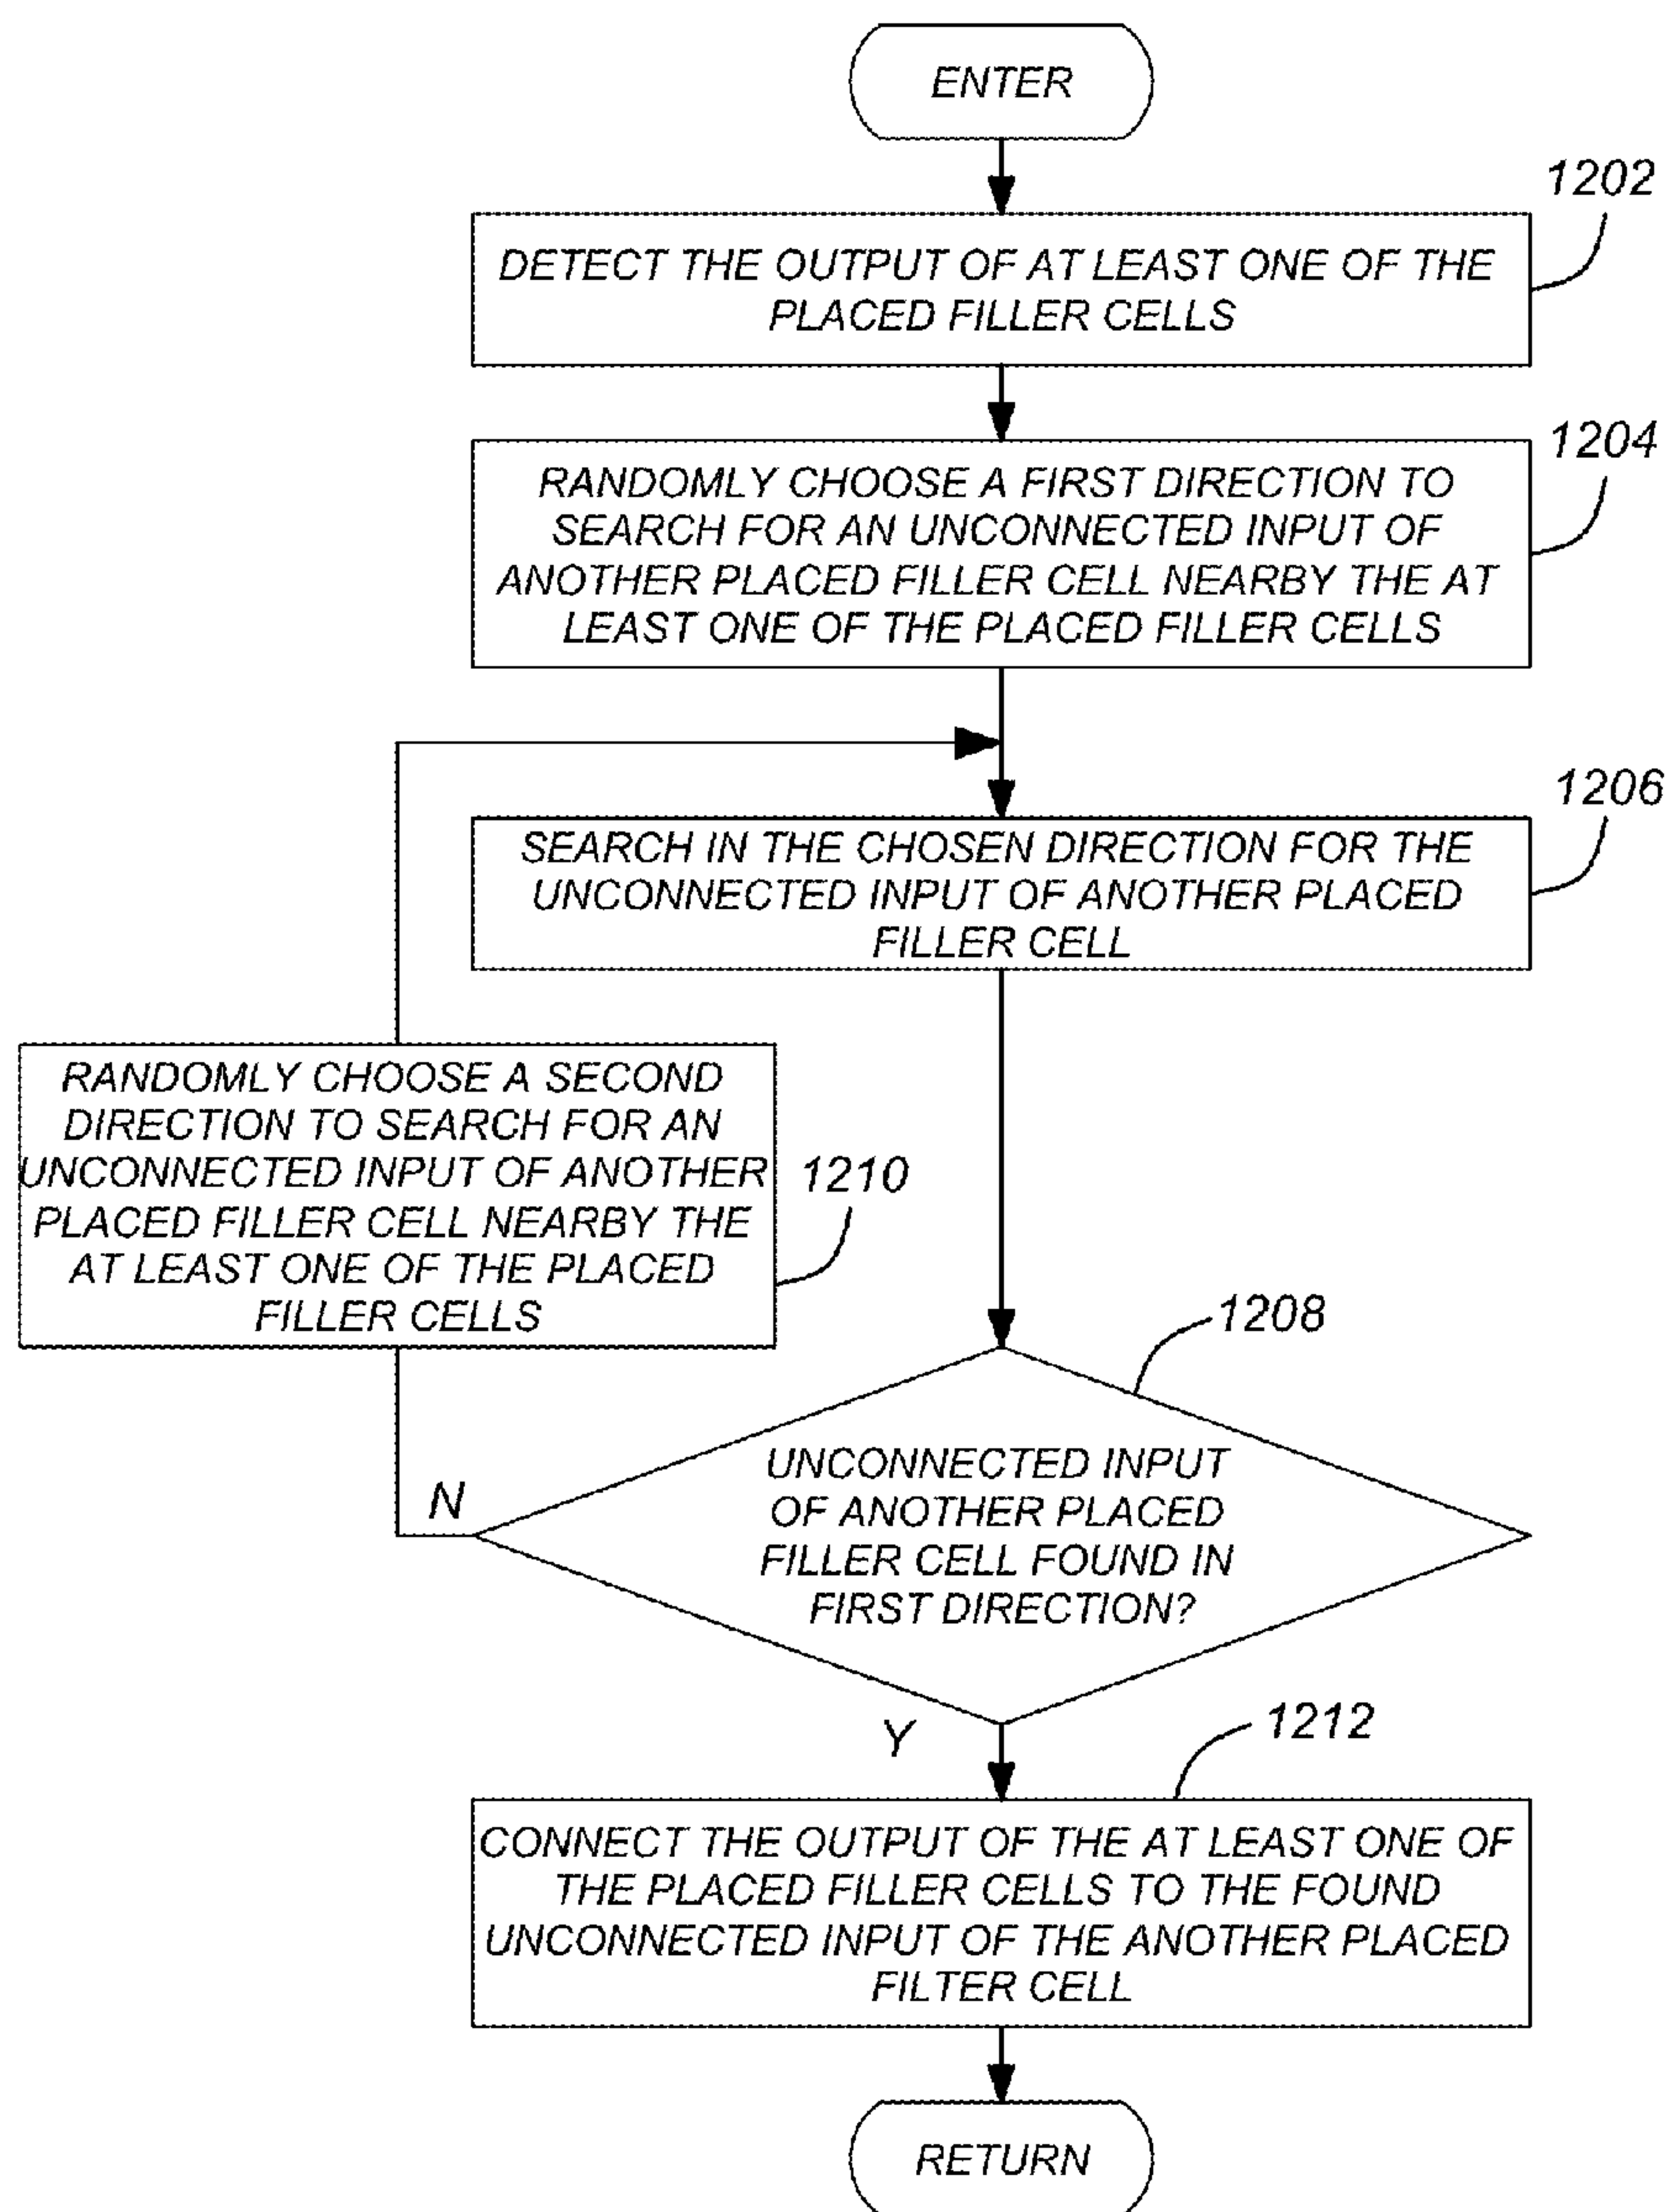 ENTER
1202
DETECT THE OUTPUT OF AT LEAST ONE OF THE
PLACED FILLER CELLS
1204
RANDOMLY CHOOSE A FIRST DIRECTION TO
SEARCH FOR AN UNCONNECTED INPUT OF
ANOTHER PLACED FILLER CELL NEARBY THE AT
LEAST ONE OF THE PLACED FILLER CELLS
1206
SEARCH IN THE CHOSEN DIRECTION FOR THE
UNCONNECTED INPUT OF ANOTHER PLACED
FILLER CELL
RANDOMLY CHOOSE A SECOND
DIRECTION TO SEARCH FOR AN
UNCONNECTED INPUT OF ANOTHER
PLACED FILLER CELL NEARBY THE
AT LEAST ONE OF THE PLACED
FILLER CELLS
1210
1208
UNCONNECTED INPUT
OF ANOTHER PLACED
FILLER CELL FOUND IN
FIRST DIRECTION?
N
Y
1212
CONNECT THE OUTPUT OF THE AT LEAST ONE OF
THE PLACED FILLER CELLS TO THE FOUND
UNCONNECTED INPUT OF THE ANOTHER PLACED
FILTER CELL
RETURN